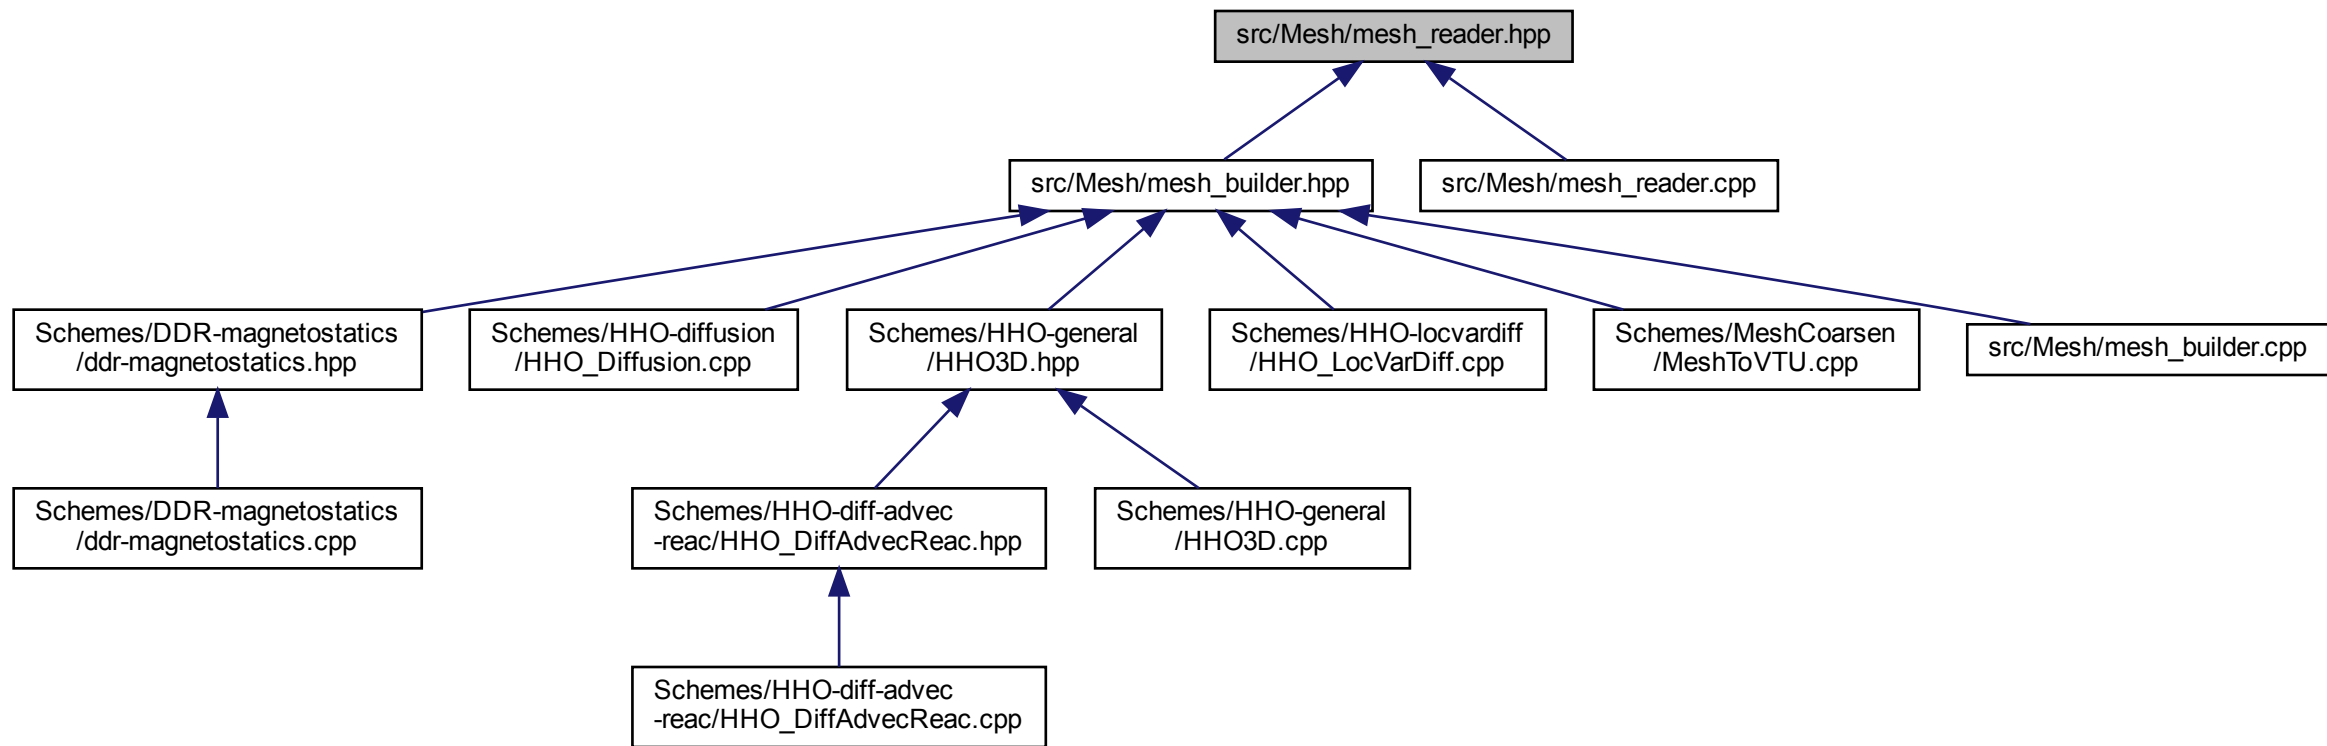 src/Mesh/mesh_reader.hpp
src/Mesh/mesh_builder.hpp
src/Mesh/mesh_reader.cpp
Schemes/DDR-magnetostatics
/ddr-magnetostatics.hpp
Schemes/HHO-diffusion
/HHO_Diffusion.cpp
Schemes/HHO-general
/HHO3D.hpp
Schemes/HHO-locvardiff
/HHO_LocVarDiff.cpp
Schemes/MeshCoarsen
/MeshToVTU.cpp
src/Mesh/mesh_builder.cpp
Schemes/DDR-magnetostatics
/ddr-magnetostatics.cpp
Schemes/HHO-diff-advec
-reac/HHO_DiffAdvecReac.hpp
Schemes/HHO-general
/HHO3D.cpp
Schemes/HHO-diff-advec
-reac/HHO_DiffAdvecReac.cpp